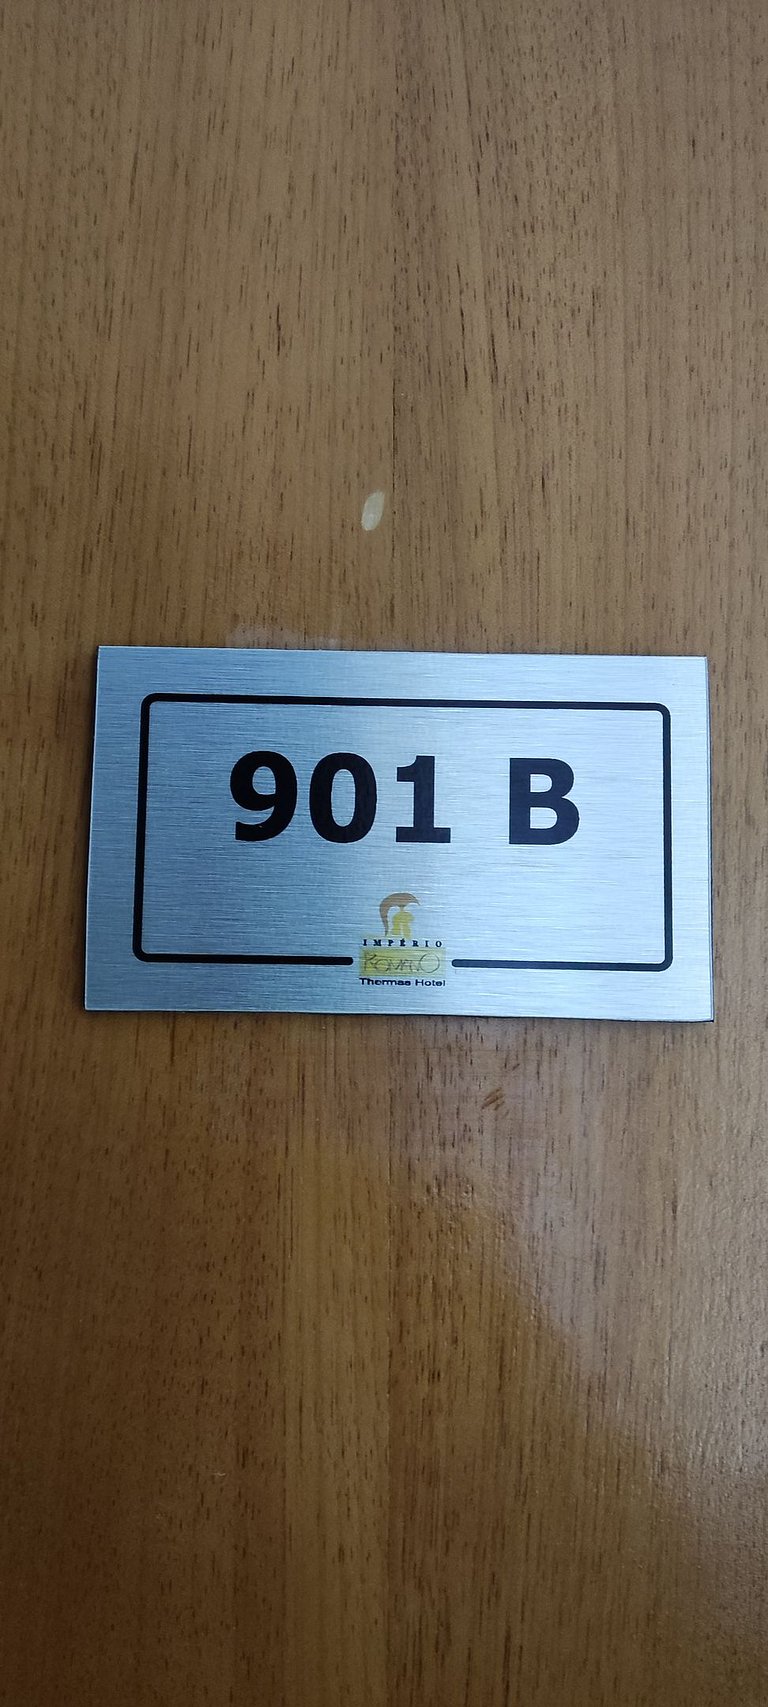 901 B
IMPÉRIO
ROMANO
Thermas Hotel